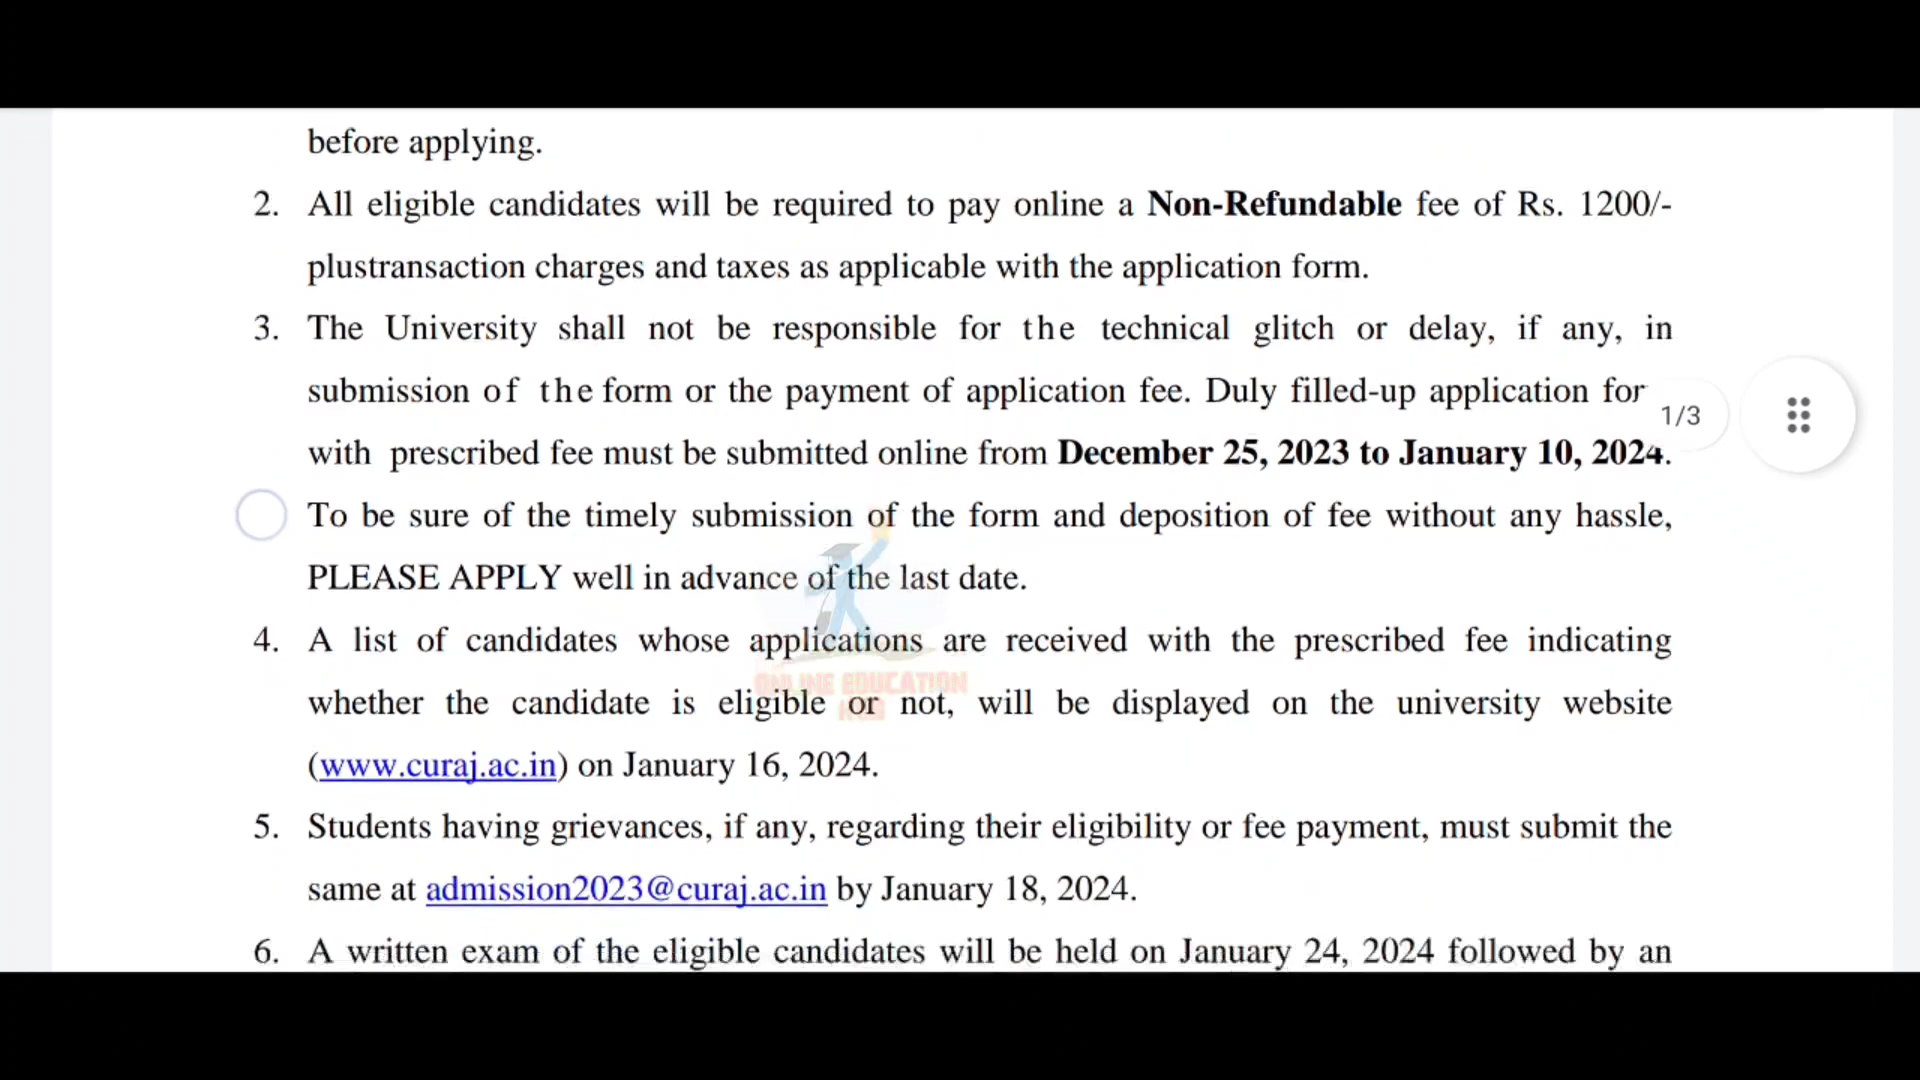 before applying.
2. All eligible candidates will be required to pay online a Non-Refundable fee of Rs. 1200/-
plustransaction charges and taxes as applicable with the application form.
3. The University shall not be responsible for the technical glitch or delay, if any, in
submission of the form or the payment of application fee. Duly filled-up application for
1/3
with prescribed fee must be submitted online from December 25, 2023 to January 10, 2024.
To be sure of the timely submission of the form and deposition of fee without any hassle,
PLEASE APPLY well in advance of the last date.
4. A list of candidates whose applications are received with the prescribed fee indicating
ONLINE EDUCATION
whether the candidate is eligible or not, will be displayed on the university website
(www.curaj.ac.in) on January 16, 2024.
5. Students having grievances, if any, regarding their eligibility or fee payment, must submit the
same at admission2023@curaj.ac.in by January 18, 2024.
6. A written exam of the eligible candidates will be held on January 24, 2024 followed by an